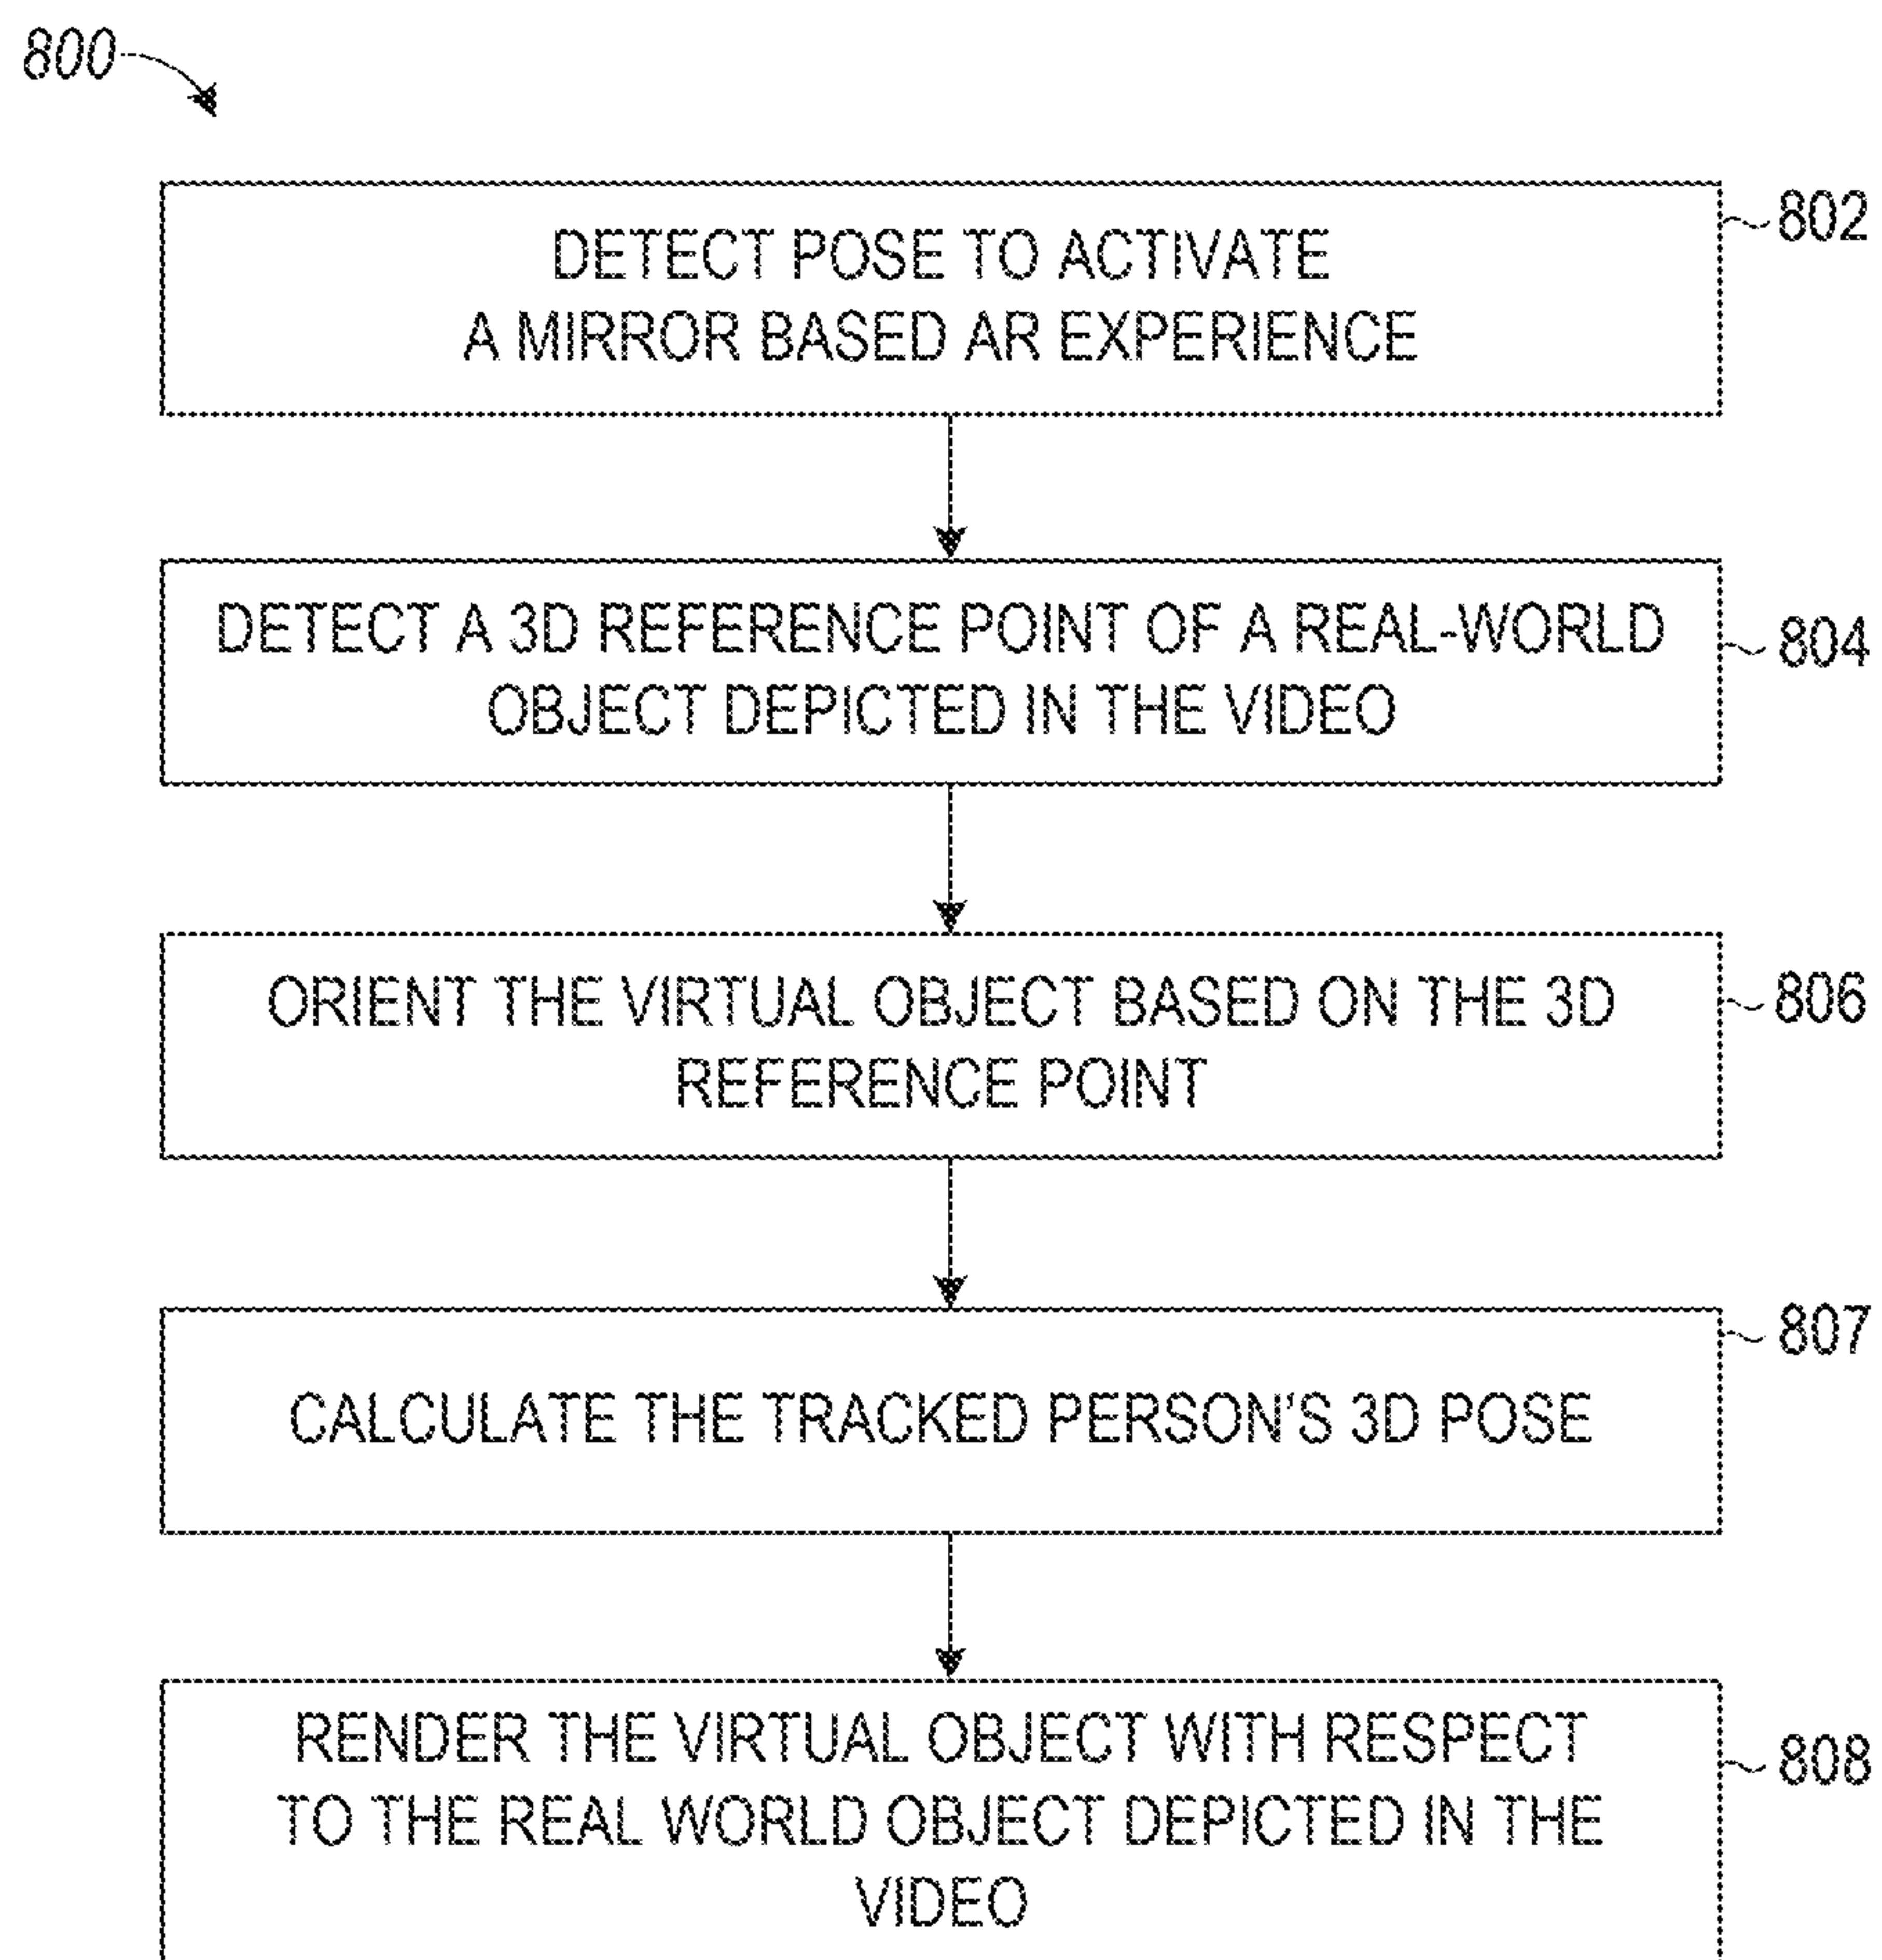 800
DETECT POSE TO ACTIVATE
A MIRROR BASED AR EXPERIENCE
802
DETECT A 3D REFERENCE POINT OF A REAL-WORLD
OBJECT DEPICTED IN THE VIDEO
804
ORIENT THE VIRTUAL OBJECT BASED ON THE 3D
REFERENCE POINT
806
CALCULATE THE TRACKED PERSON'S 3D POSE
807
RENDER THE VIRTUAL OBJECT WITH RESPECT
TO THE REAL WORLD OBJECT DEPICTED IN THE
VIDEO
808